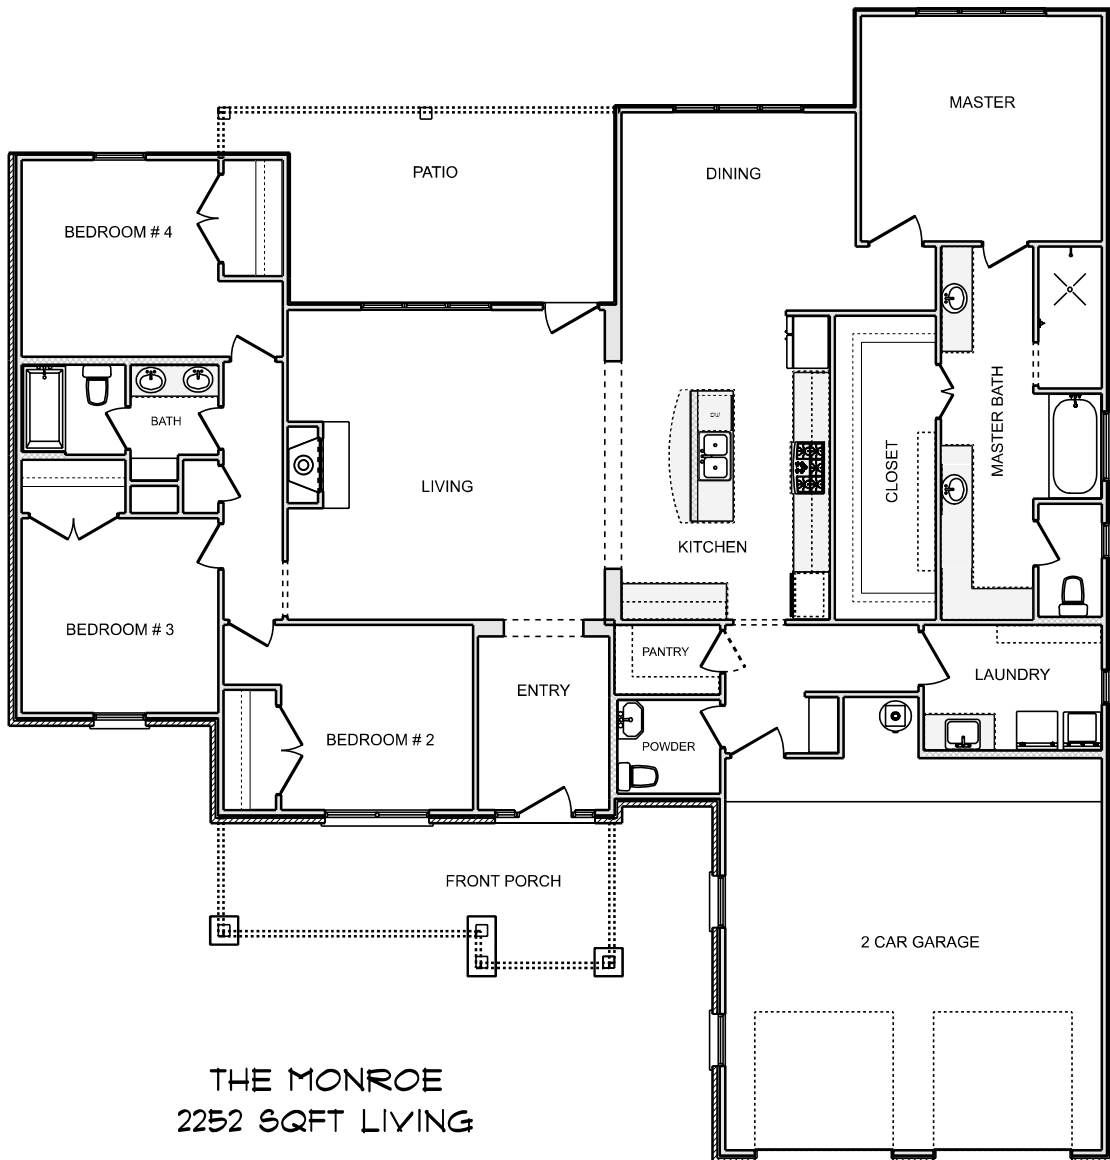 MASTER
PATIO
DINING
BEDROOM # 4
BATH
DW
MASTER BATH
CLOSET
LIVING
KITCHEN
BEDROOM # 3
PANTRY
LAUNDRY
ENTRY
BEDROOM # 2
POWDER
FRONT PORCH
2 CAR GARAGE
THE MONROE
2252 SQFT LIVING